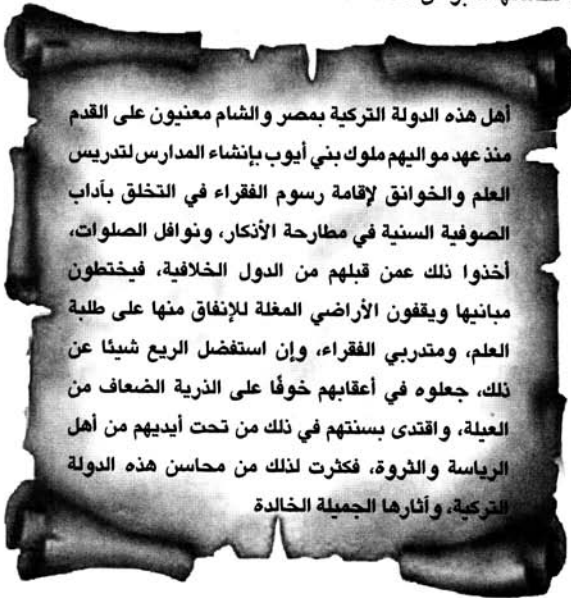 أهل هذه الدولة التركية بمصر والشام معنيون على القدم
منذ عهد مواليهم ملوك بني أيوب بإنشاء المدارس لتدريس
العلم والخوانق لإقامة رسوم الفقراء في التخلق بآداب
الصوفية السنية في مطارحة الأذكار، ونوافل الصلوات،
أخذوا ذلك عمن قبلهم من الدول الخلافية، فيختطون
مبانيها ويقفون الأراضي المغلة للإنفاق منها على طلبة
العلم، ومتدربي الفقراء، وإن استفضل الريع شيئا عن
ذلك، جعلوه في أعقابهم خوفًا على الذرية الضعاف من
العيلة، واقتدى بسنتهم في ذلك من تحت أيديهم من أهل
الرياسة والثروة، فكثرت لذلك من محاسن هذه الدولة
التركية، وآثارها الجميلة الخالدة